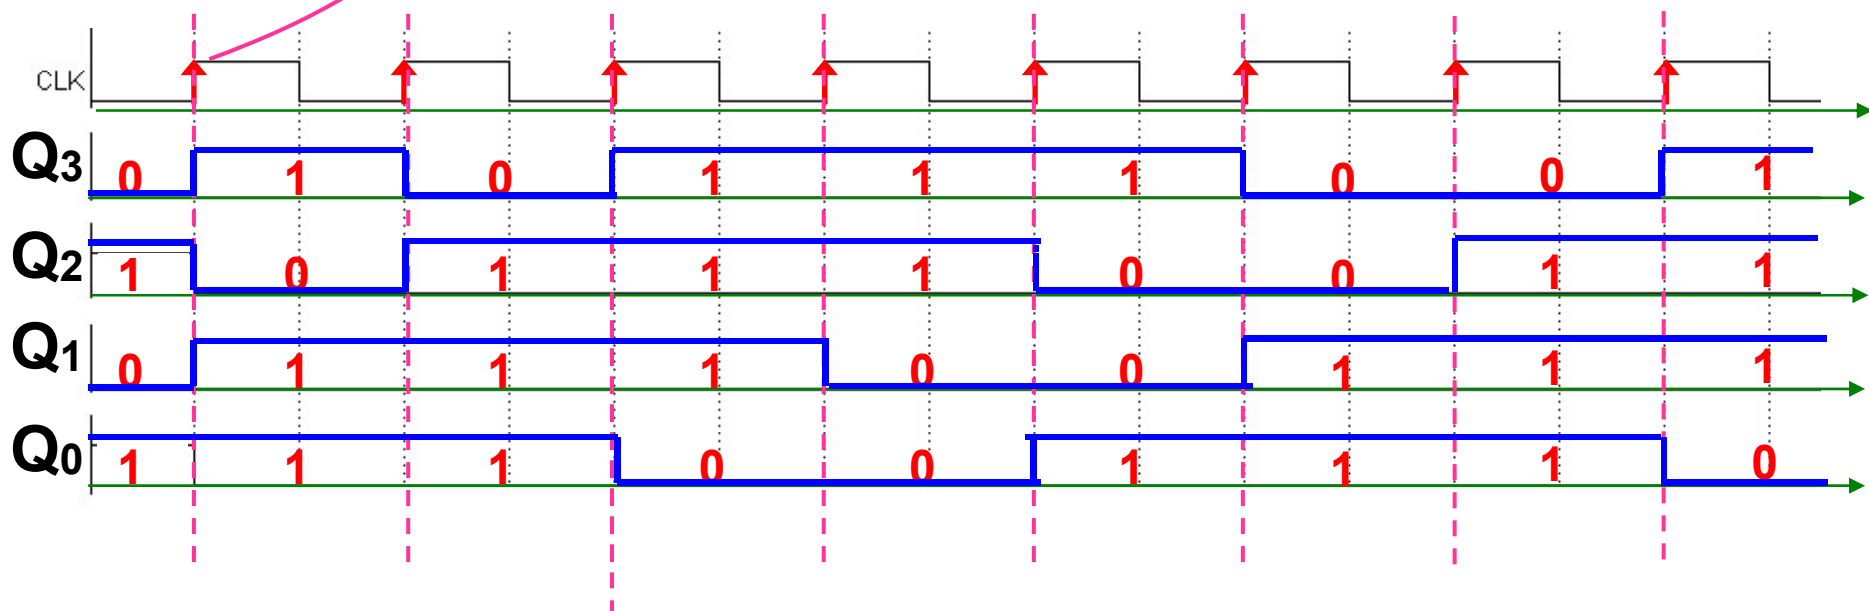 CLK
Q3 0 1 0 1 1 1 0 0 1
Q2 1 0 1 1 1 0 0 1 1
Q1 0 1 1 1 0 0 1 1 1
Q0 1 1 1 0 0 1 1 1 0